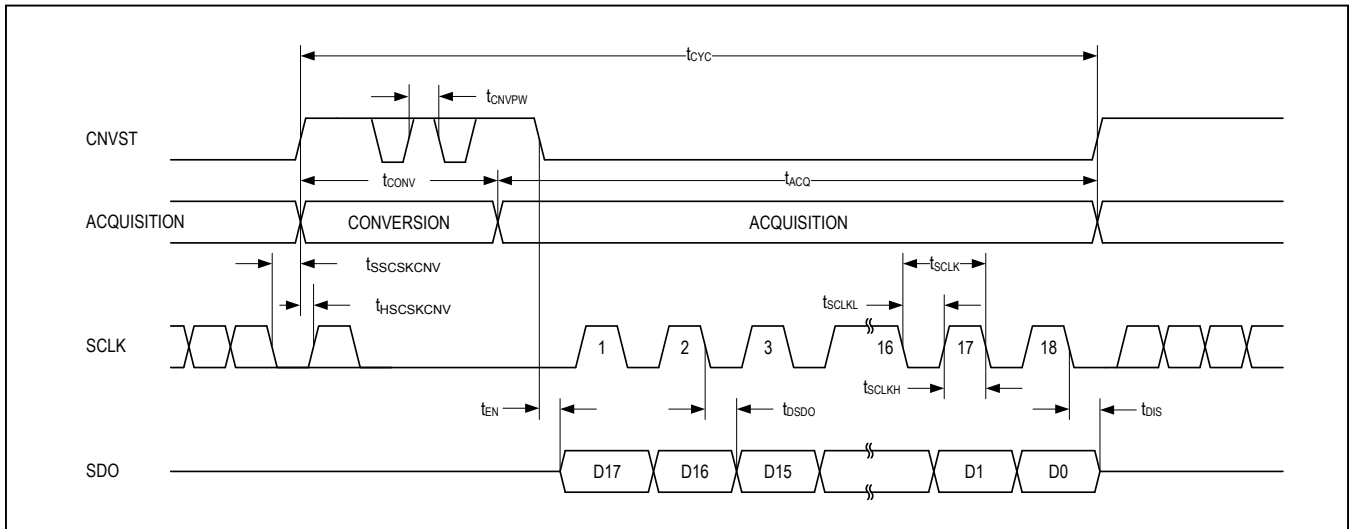 tCYC
tCNVPW
CNVST
tCONV
tACQ
ACQUISITION
CONVERSION
ACQUISITION
tSSCSKCNV
tHSCSKCNV
tSCLK
tSCLKL
SCLK
1
2
3
16
17
18
tSCLKH
tEN
tDSDO
tDIS
SDO
D17
D16
D15
D1
D0